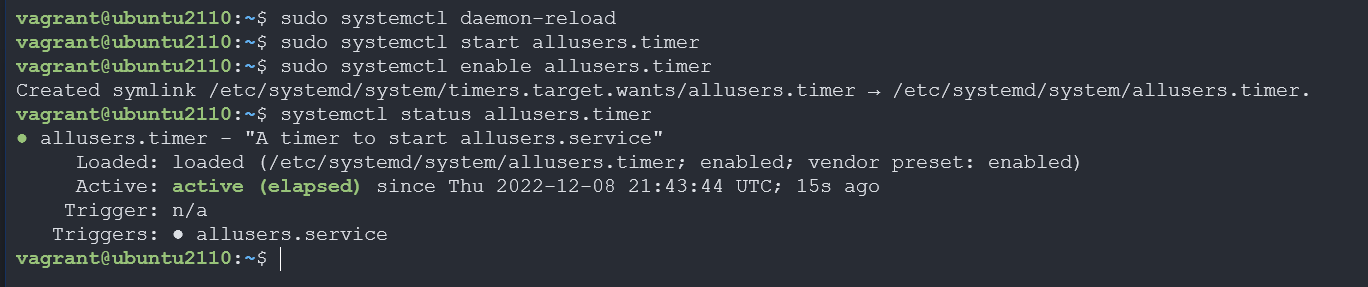 vagrant@ubuntu2110:~$ sudo systemctl daemon-reload
vagrant@ubuntu2110:~$ sudo systemctl start allusers.timer
vagrant@ubuntu2110:~$ sudo systemctl enable allusers.timer
Created symlink /etc/systemd/system/timers.target.wants/allusers.timer → /etc/systemd/system/allusers.timer.
vagrant@ubuntu2110:~$ systemctl status allusers.timer
● allusers.timer - "A timer to start allusers.service"
     Loaded: loaded (/etc/systemd/system/allusers.timer; enabled; vendor preset: enabled)
     Active: active (elapsed) since Thu 2022-12-08 21:43:44 UTC; 15s ago
    Trigger: n/a
   Triggers: ● allusers.service
vagrant@ubuntu2110:~$